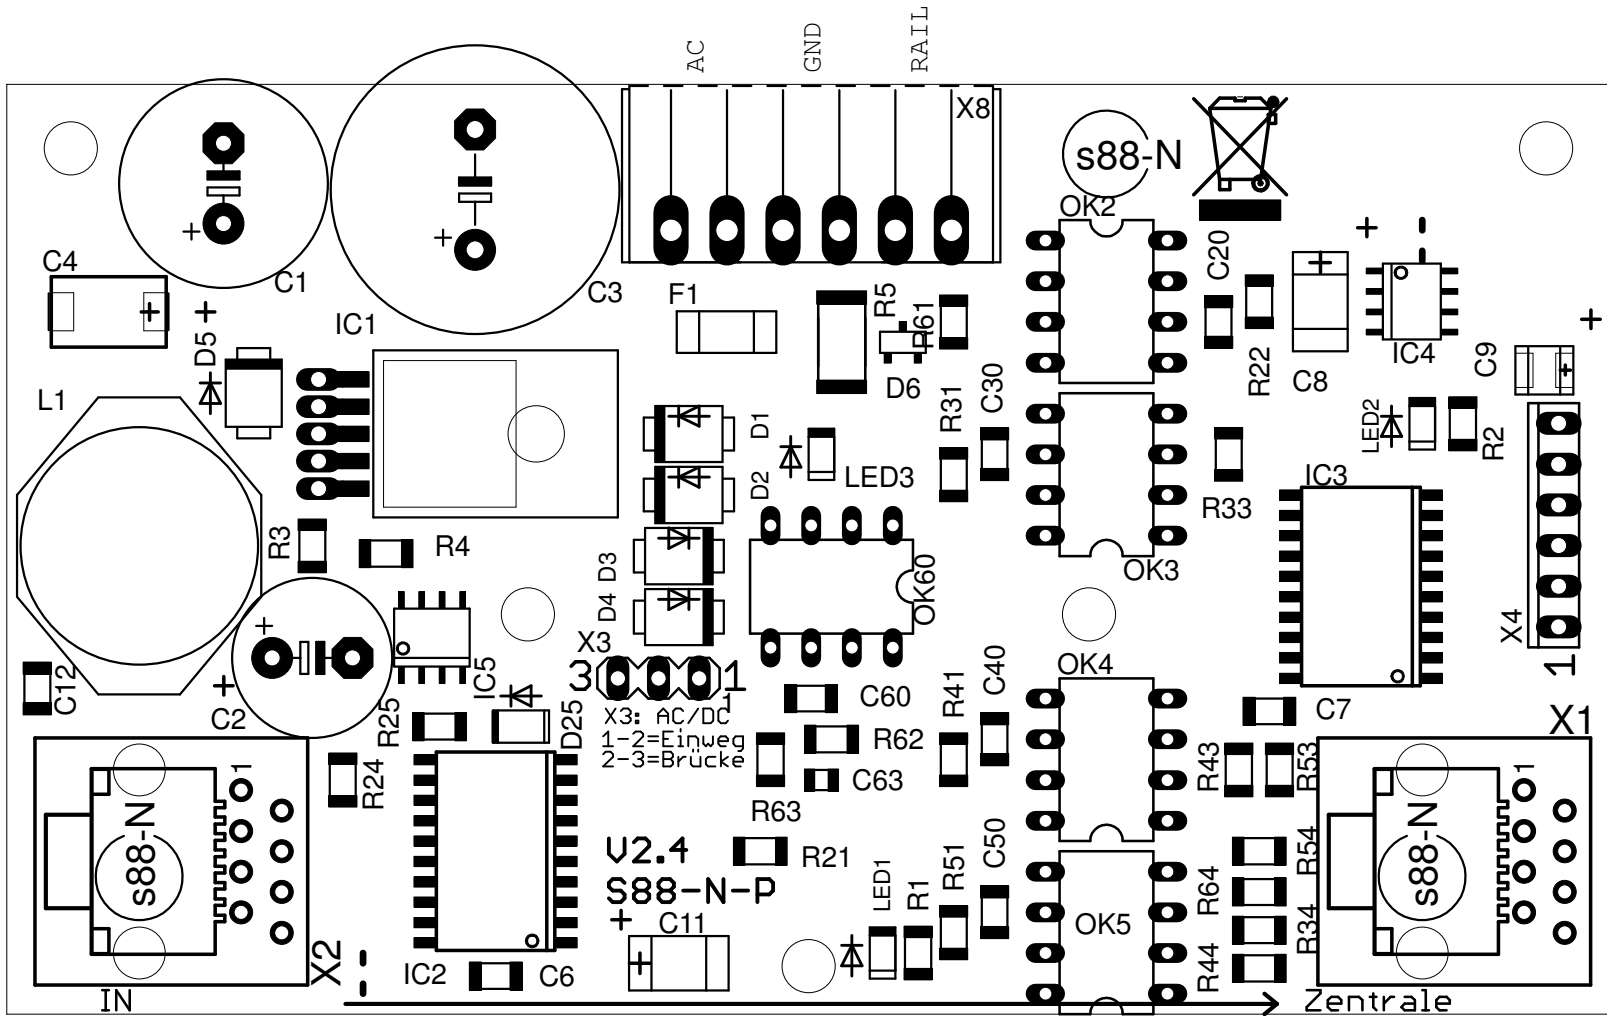 AC
GND
RAIL
X8
s88-N
OK2
C4
C1
C3
F1
R5
R61
C20
R22
C8
IC4
C9
D5
IC1
D6
L1
D1
D2
LED3
R31
C30
LED2
R2
R33
IC3
R3
R4
D3
D4
OK60
OK3
X4
1
X3
3
1
1
C12
C2
IC5
R25
D25
X3: AC/DC
1-2=Einweg
2-3=Brücke
C60
R62
C63
R63
R41
C40
OK4
C7
X1
R43
R53
R24
1
s88-N
1
s88-N
V2.4
S88-N-P
R21
C11
LED1
R1
R51
C50
OK5
R54
R64
R34
R44
X2
IC2
C6
IN
Zentrale